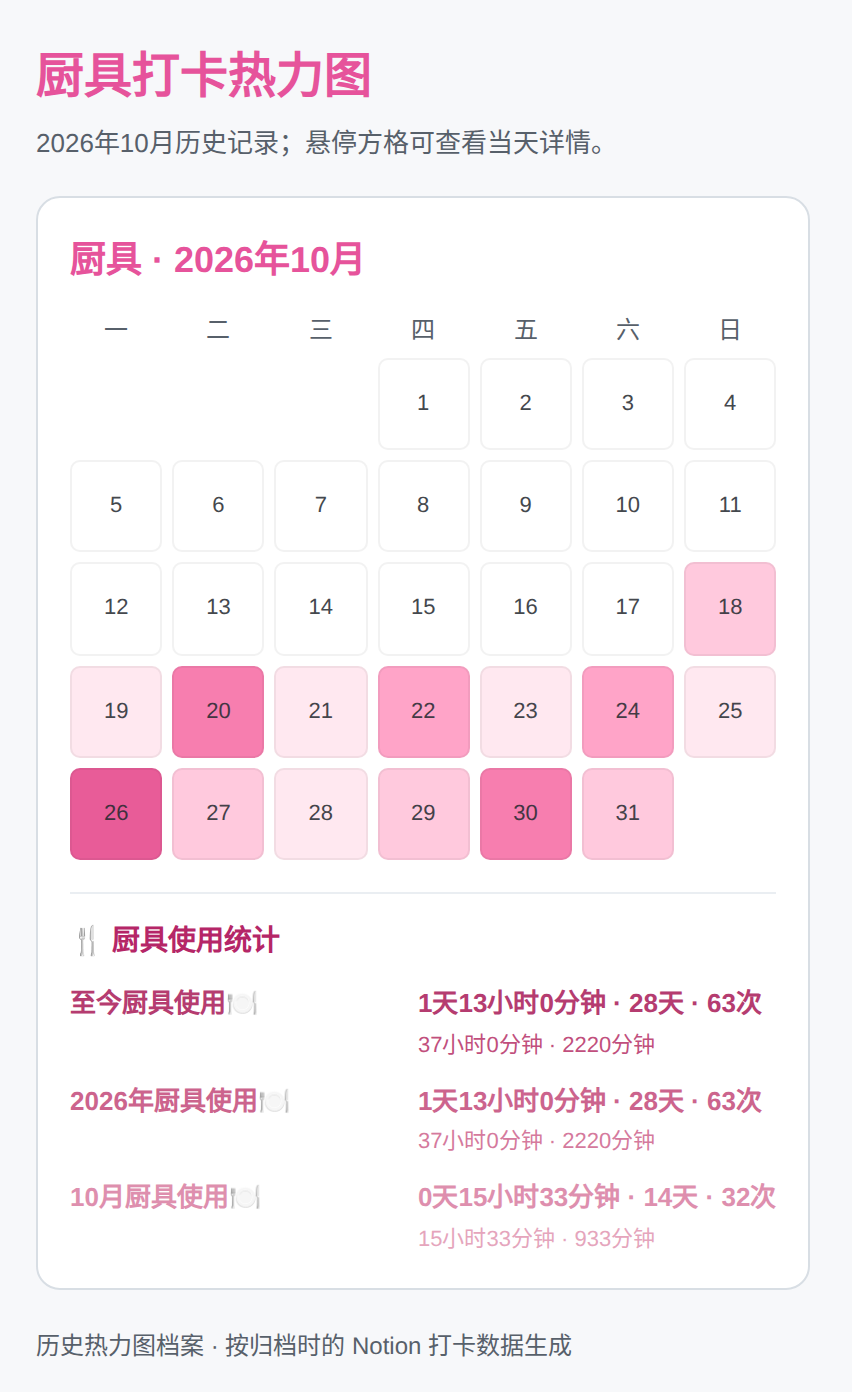 厨具打卡热力图
2026年10月历史记录；悬停方格可查看当天详情。
厨具 · 2026年10月
一 二 三 四 五 六 日
1 2 3 4
5 6 7 8 9 10 11
12 13 14 15 16 17 18
19 20 21 22 23 24 25
26 27 28 29 30 31
🍴 厨具使用统计
至今厨具使用🍽️ 1天13小时0分钟 · 28天 · 63次
37小时0分钟 · 2220分钟
2026年厨具使用🍽️ 1天13小时0分钟 · 28天 · 63次
37小时0分钟 · 2220分钟
10月厨具使用🍽️ 0天15小时33分钟 · 14天 · 32次
15小时33分钟 · 933分钟
历史热力图档案 · 按归档时的 Notion 打卡数据生成